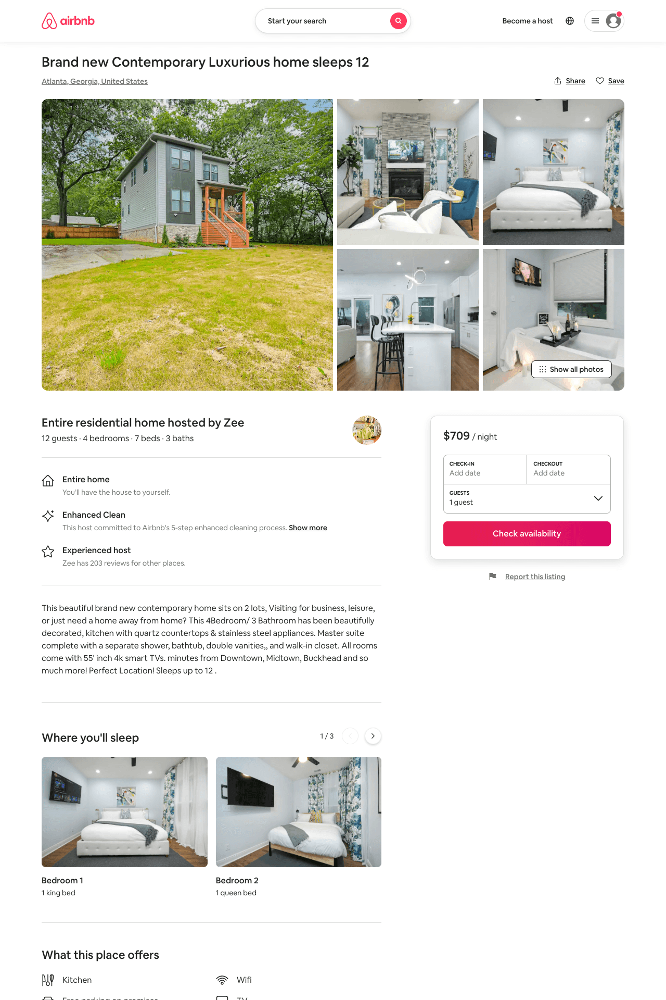 airbnb
Start your search
Become a host
Brand new Contemporary Luxurious home sleeps 12
Atlanta, Georgia, United States
Share
Save
Show all photos
Entire residential home hosted by Zee
12 guests · 4 bedrooms · 7 beds · 3 baths
Entire home
You'll have the house to yourself.
Enhanced Clean
This host committed to Airbnb's 5-step enhanced cleaning process. Show more
Experienced host
Zee has 203 reviews for other places.
$709 / night
CHECK-IN
Add date
CHECKOUT
Add date
GUESTS
1 guest
Check availability
Report this listing
This beautiful brand new contemporary home sits on 2 lots, Visiting for business, leisure,
or just need a home away from home? This 4Bedroom/ 3 Bathroom has been beautifully
decorated, kitchen with quartz countertops & stainless steel appliances. Master suite
complete with a separate shower, bathtub, double vanities,, and walk-in closet. All rooms
come with 55' inch 4k smart TVs. minutes from Downtown, Midtown, Buckhead and so
much more! Perfect Location! Sleeps up to 12 .
Where you'll sleep
1 / 3
Bedroom 1
1 king bed
Bedroom 2
1 queen bed
What this place offers
Kitchen
Wifi
Free parking on premises
TV